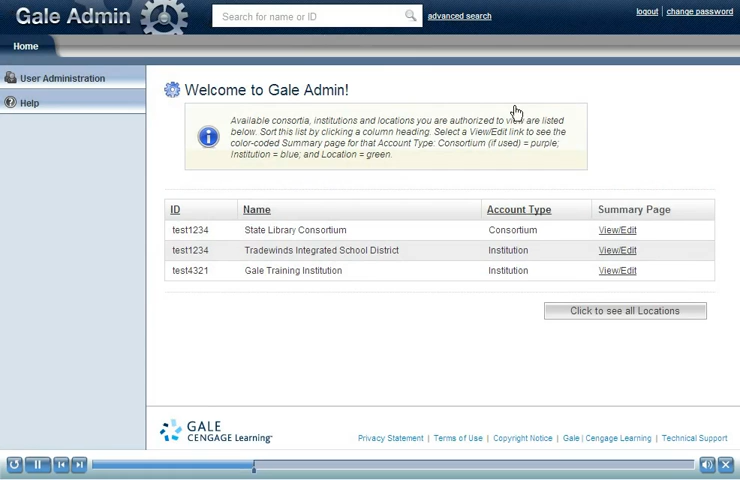 Gale Admin
Search for name or ID
advanced search
logout | change password
Home
User Administration
Help
Welcome to Gale Admin!
Available consortia, institutions and locations you are authorized to view are listed
below. Sort this list by clicking a column heading. Select a View/Edit link to see the
color-coded Summary page for that Account Type: Consortium (if used) = purple;
Institution = blue; and Location = green.
ID Name Account Type Summary Page
test1234 State Library Consortium Consortium View/Edit
test1234 Tradewinds Integrated School District Institution View/Edit
test4321 Gale Training Institution Institution View/Edit
Click to see all Locations
GALE
CENGAGE Learning™
Privacy Statement | Terms of Use | Copyright Notice | Gale | Cengage Learning | Technical Support